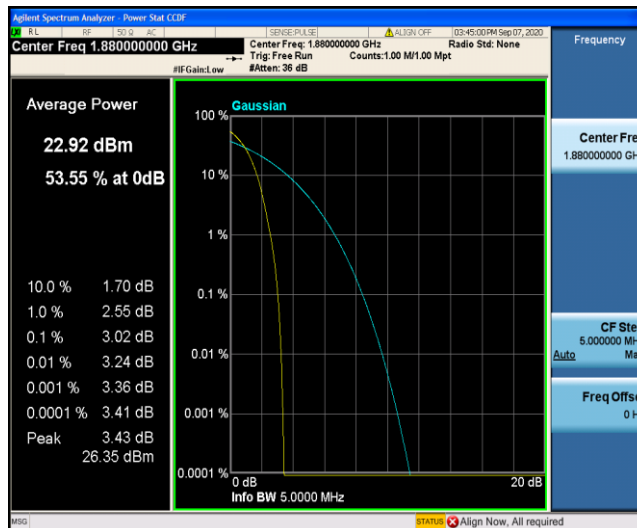 Agilent Spectrum Analyzer - Power Stat CCDF
RL RF 50 Ω AC SENSE:PULSE ALIGN OFF 03:45:00PM Sep 07, 2020
Center Freq 1.880000000 GHz
Center Freq: 1.880000000 GHz Radio Std: None
Trig: Free Run Counts:1.00 M/1.00 Mpt
#IFGain:Low #Atten: 36 dB
Frequency
Average Power
22.92 dBm
53.55 % at 0dB
10.0 % 1.70 dB
1.0 % 2.55 dB
0.1 % 3.02 dB
0.01 % 3.24 dB
0.001 % 3.36 dB
0.0001 % 3.41 dB
Peak 3.43 dB
26.35 dBm
Gaussian
100 %
10 %
1 %
0.1 %
0.01 %
0.001 %
0.0001 %
0 dB 20 dB
Info BW 5.0000 MHz
Center Fre
1.880000000 GH
CF Ste
5.000000 MH
Auto Ma
Freq Offse
0 H
MSG STATUS Align Now, All required